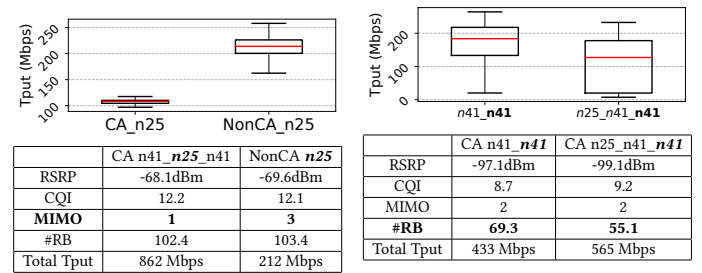 Tput (Mbps)
250
200
150
100
CA_n25
NonCA_n25
CA n41_n25_n41 NonCA n25
RSRP -68.1dBm -69.6dBm
CQI 12.2 12.1
MIMO 1 3
#RB 102.4 103.4
Total Tput 862 Mbps 212 Mbps
Tput (Mbps)
200
100
0
n41_n41
n25_n41_n41
CA n41_n41 CA n25_n41_n41
RSRP -97.1dBm -99.1dBm
CQI 8.7 9.2
MIMO 2 2
#RB 69.3 55.1
Total Tput 433 Mbps 565 Mbps